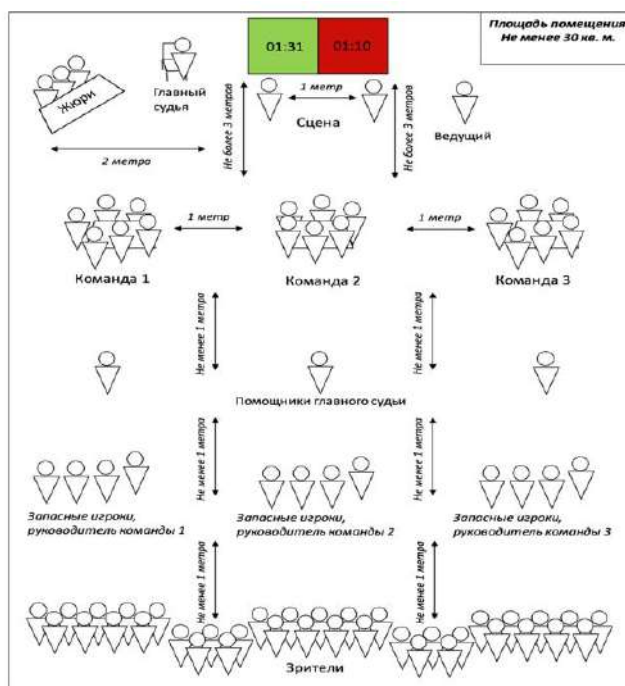 Площадь помещения
Не менее 30 кв. м.
01:31
01:10
Жюри
Главный
судья
1 метр
Сцена
Ведущий
Не более 3 метров
Не более 3 метров
2 метра
1 метр
1 метр
Команда 1
Команда 2
Команда 3
Не менее 1 метра
Не менее 1 метра
Помощники главного судьи
Не менее 1 метра
Не менее 1 метра
Запасные игроки,
руководитель команды 1
Запасные игроки,
руководитель команды 2
Запасные игроки,
руководитель команды 3
Не менее 1 метра
Не менее 1 метра
Зрители